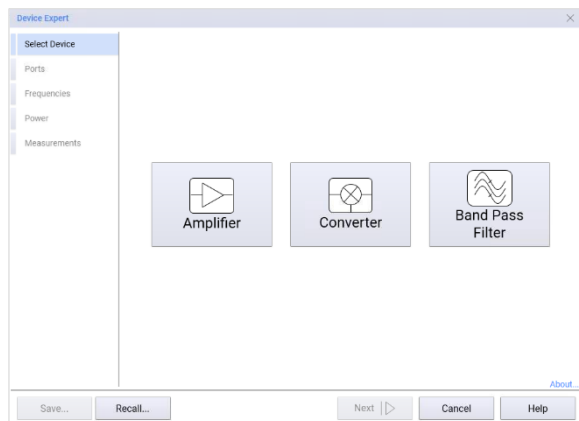 Device Expert
Select Device
Ports
Frequencies
Power
Measurements
Amplifier
Converter
Band Pass
Filter
About...
Save...
Recall...
Next
Cancel
Help